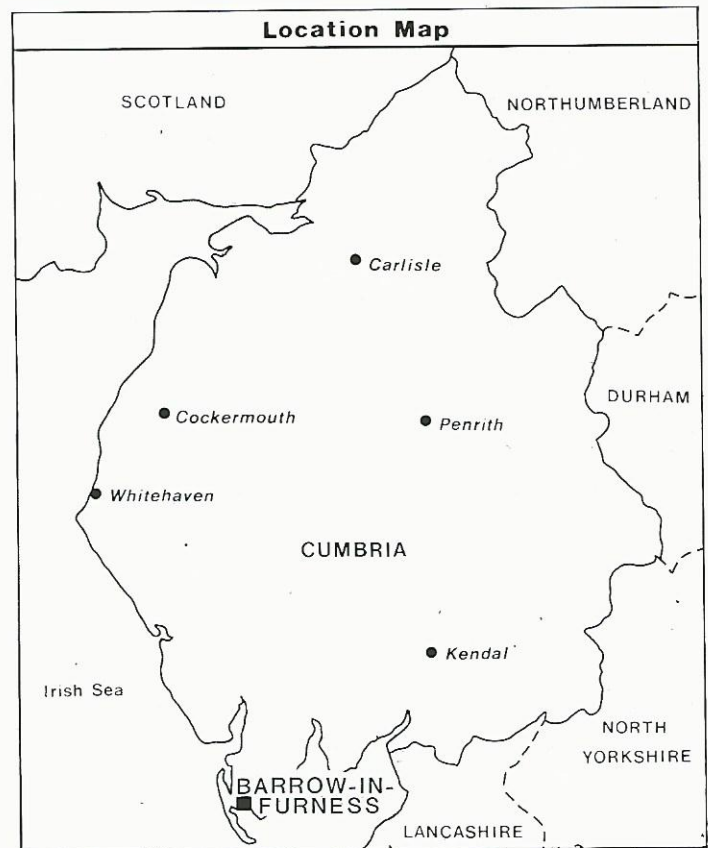 Location Map
SCOTLAND
NORTHUMBERLAND
Carlisle
DURHAM
Cockermouth
Penrith
Whitehaven
CUMBRIA
Kendal
Irish Sea
NORTH
YORKSHIRE
BARROW-IN-
FURNESS
LANCASHIRE